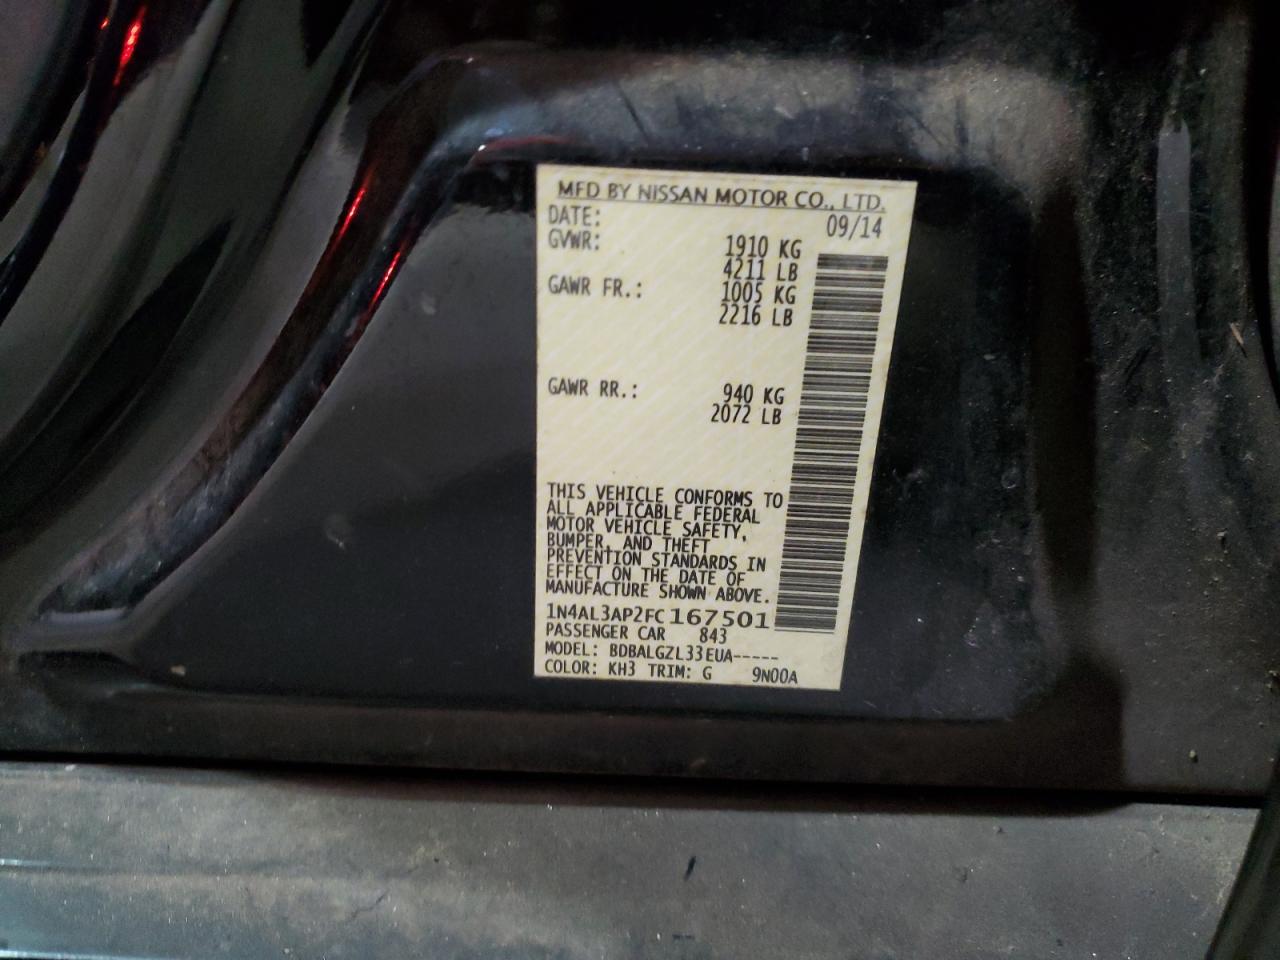 MFD BY NISSAN MOTOR CO., LTD.
DATE: 09/14
GVWR: 1910 KG
4211 LB
GAWR FR.: 1005 KG
2216 LB
GAWR RR.: 940 KG
2072 LB
THIS VEHICLE CONFORMS TO
ALL APPLICABLE FEDERAL
MOTOR VEHICLE SAFETY,
BUMPER, AND THEFT
PREVENTION STANDARDS IN
EFFECT ON THE DATE OF
MANUFACTURE SHOWN ABOVE.
1N4AL3AP2FC167501
PASSENGER CAR 843
MODEL: BDBALGZL33EUA-----
COLOR: KH3 TRIM: G 9N00A